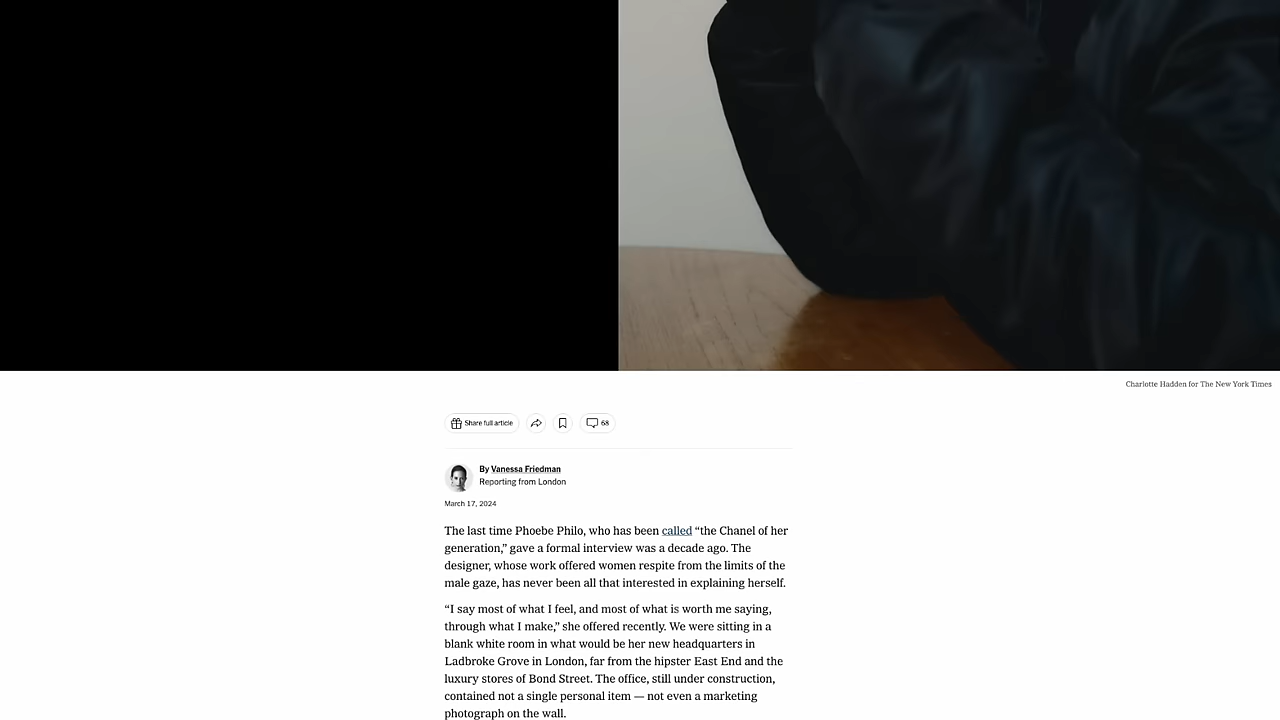 Charlotte Hadden for The New York Times
Share full article
68
By Vanessa Friedman
Reporting from London
March 17, 2024
The last time Phoebe Philo, who has been called “the Chanel of her
generation,” gave a formal interview was a decade ago. The
designer, whose work offered women respite from the limits of the
male gaze, has never been all that interested in explaining herself.
“I say most of what I feel, and most of what is worth me saying,
through what I make,” she offered recently. We were sitting in a
blank white room in what would be her new headquarters in
Ladbroke Grove in London, far from the hipster East End and the
luxury stores of Bond Street. The office, still under construction,
contained not a single personal item — not even a marketing
photograph on the wall.